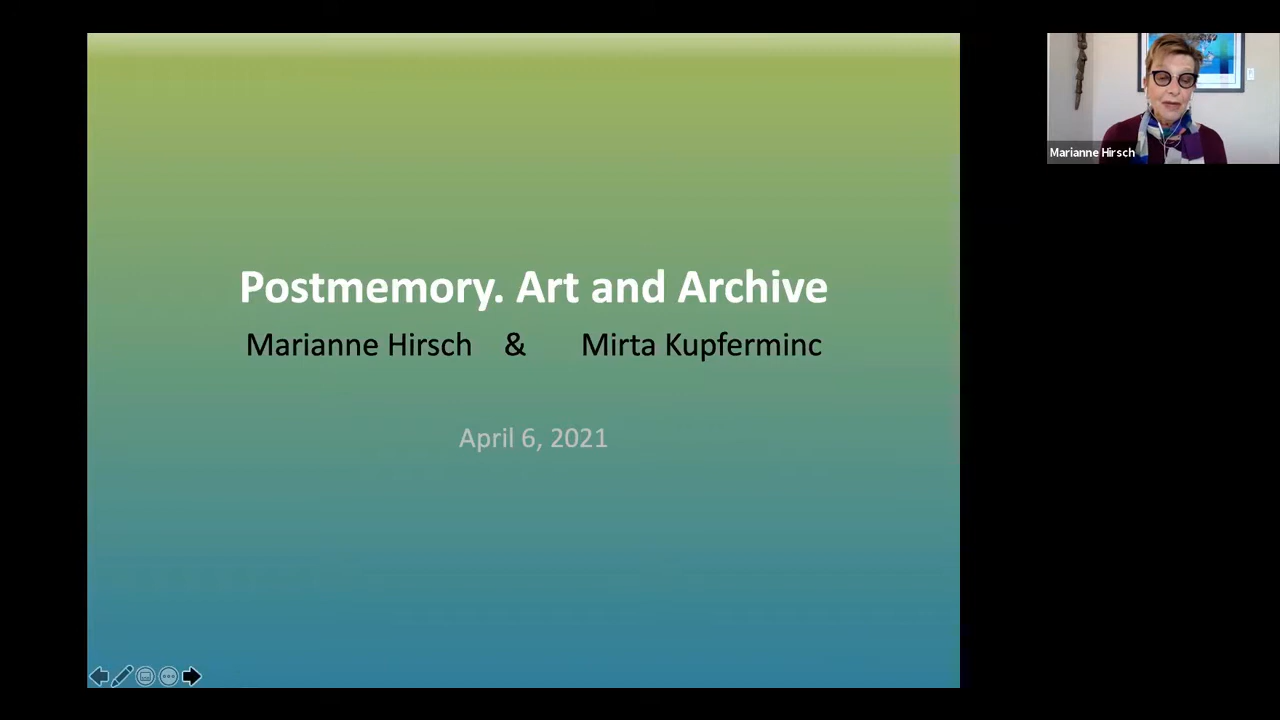 Postmemory. Art and Archive
Marianne Hirsch & Mirta Kupferminc
April 6, 2021
Marianne Hirsch